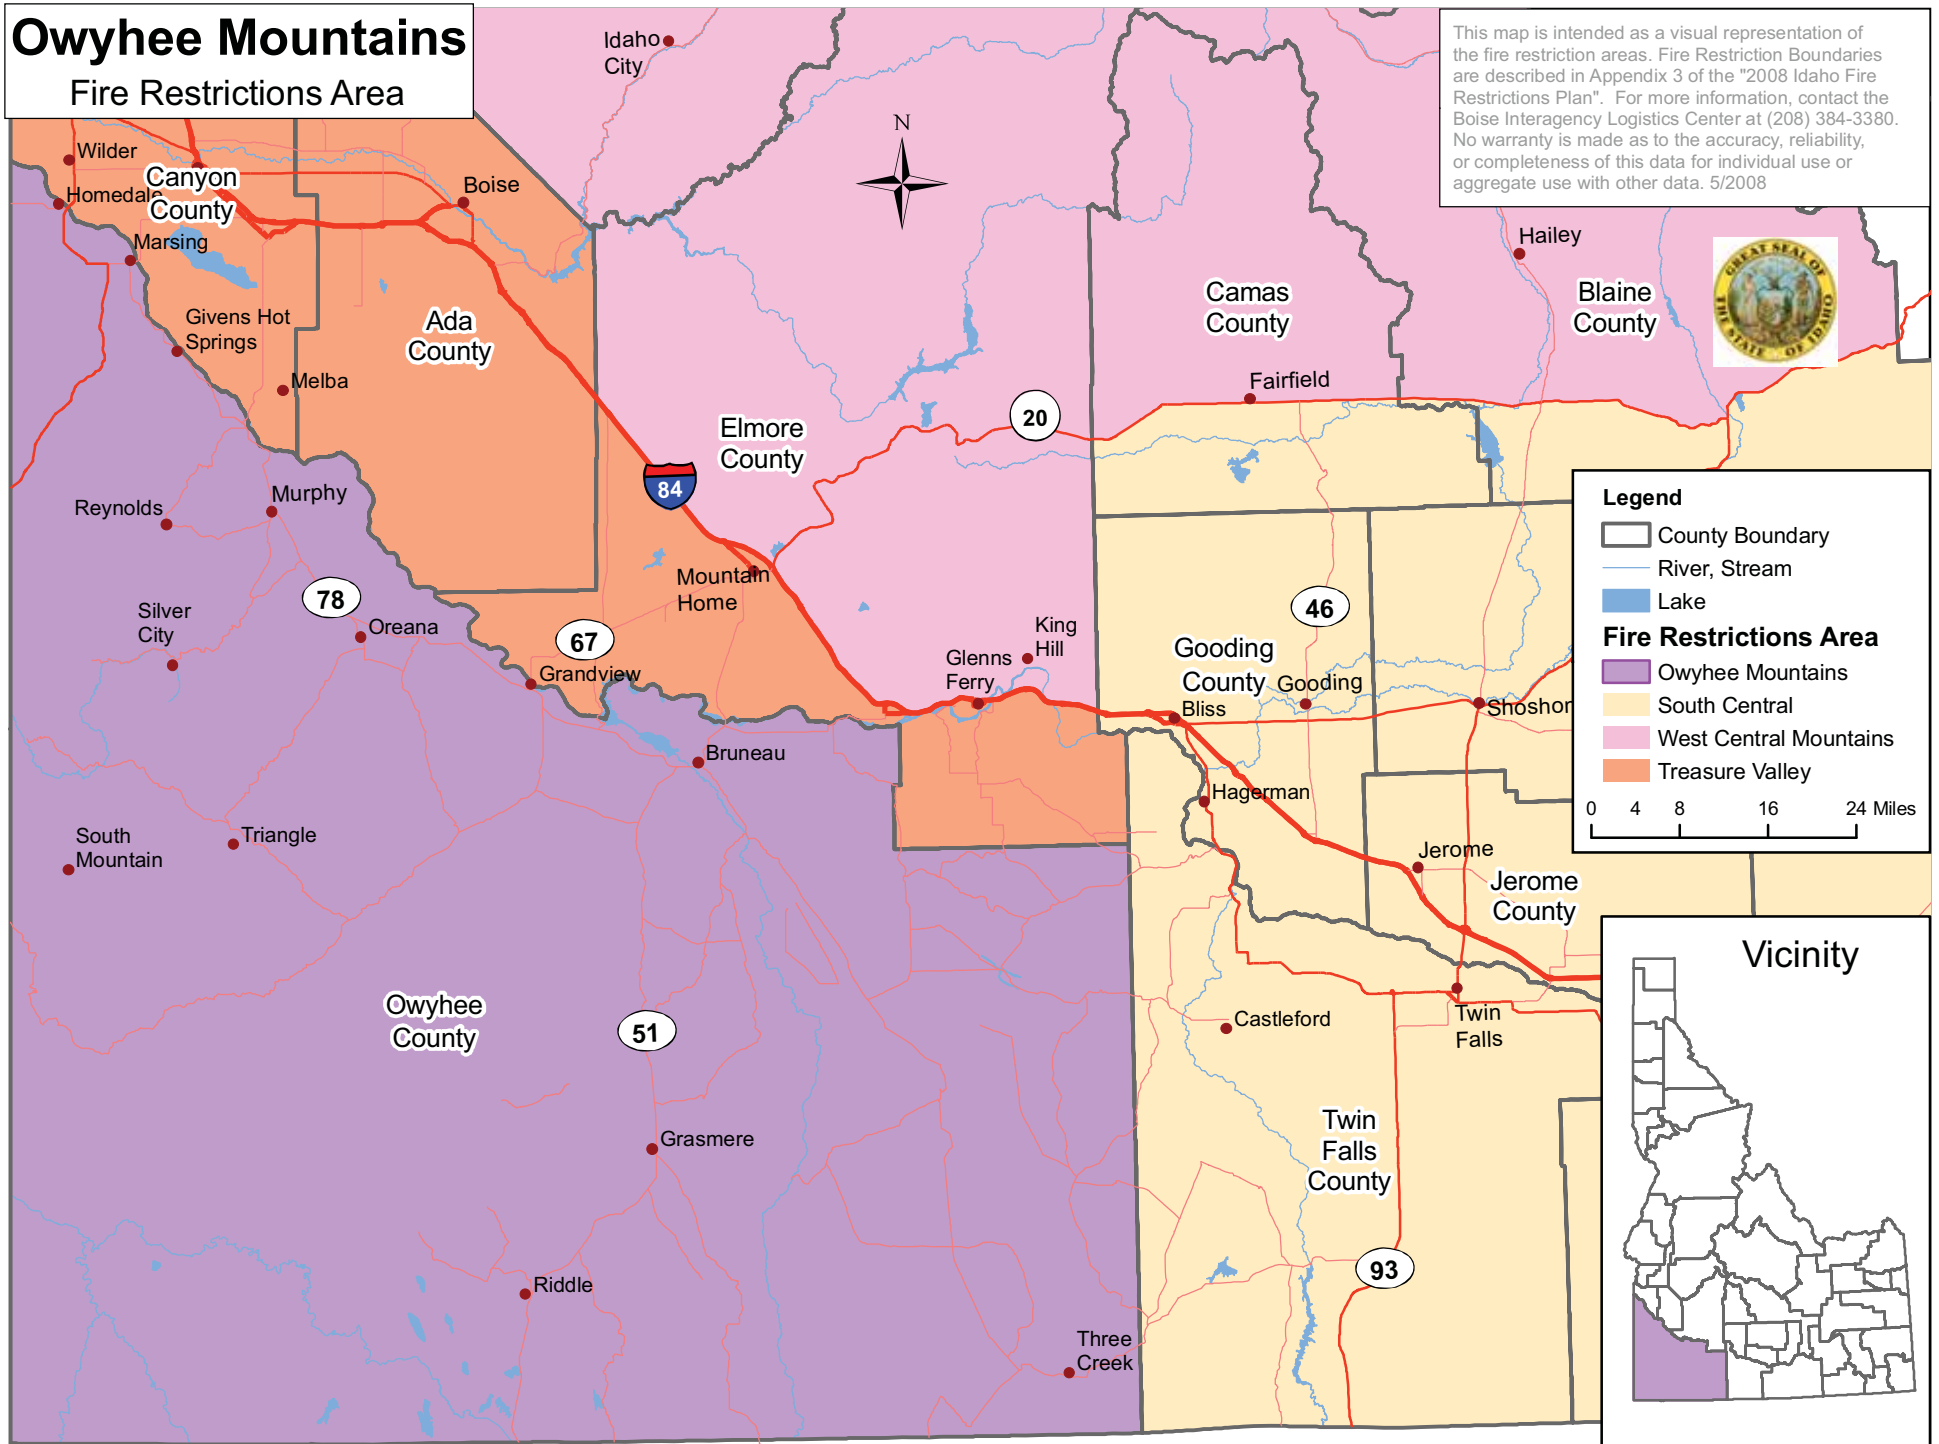 Owyhee Mountains
Fire Restrictions Area
This map is intended as a visual representation of
the fire restriction areas. Fire Restriction Boundaries
are described in Appendix 3 of the "2008 Idaho Fire
Restrictions Plan".  For more information, contact the
Boise Interagency Logistics Center at (208) 384-3380.
No warranty is made as to the accuracy, reliability,
or completeness of this data for individual use or
aggregate use with other data. 5/2008
Idaho
City
N
Wilder
Canyon
County
Homedale
Boise
Marsing
Hailey
GREAT SEAL OF
THE STATE OF IDAHO
Givens Hot
Springs
Ada
County
Camas
County
Blaine
County
Melba
Fairfield
20
Elmore
County
84
Reynolds
Murphy
Legend
County Boundary
River, Stream
Lake
Fire Restrictions Area
Owyhee Mountains
South Central
West Central Mountains
Treasure Valley
0 4 8 16 24 Miles
Mountain
Home
78
Silver
City
Oreana
67
Grandview
46
King
Hill
Glenns
Ferry
Gooding
County
Gooding
Bliss
Shoshon
Bruneau
Hagerman
South
Mountain
Triangle
Jerome
Jerome
County
Vicinity
Owyhee
County
51
Castleford
Twin
Falls
Grasmere
Twin
Falls
County
93
Riddle
Three
Creek